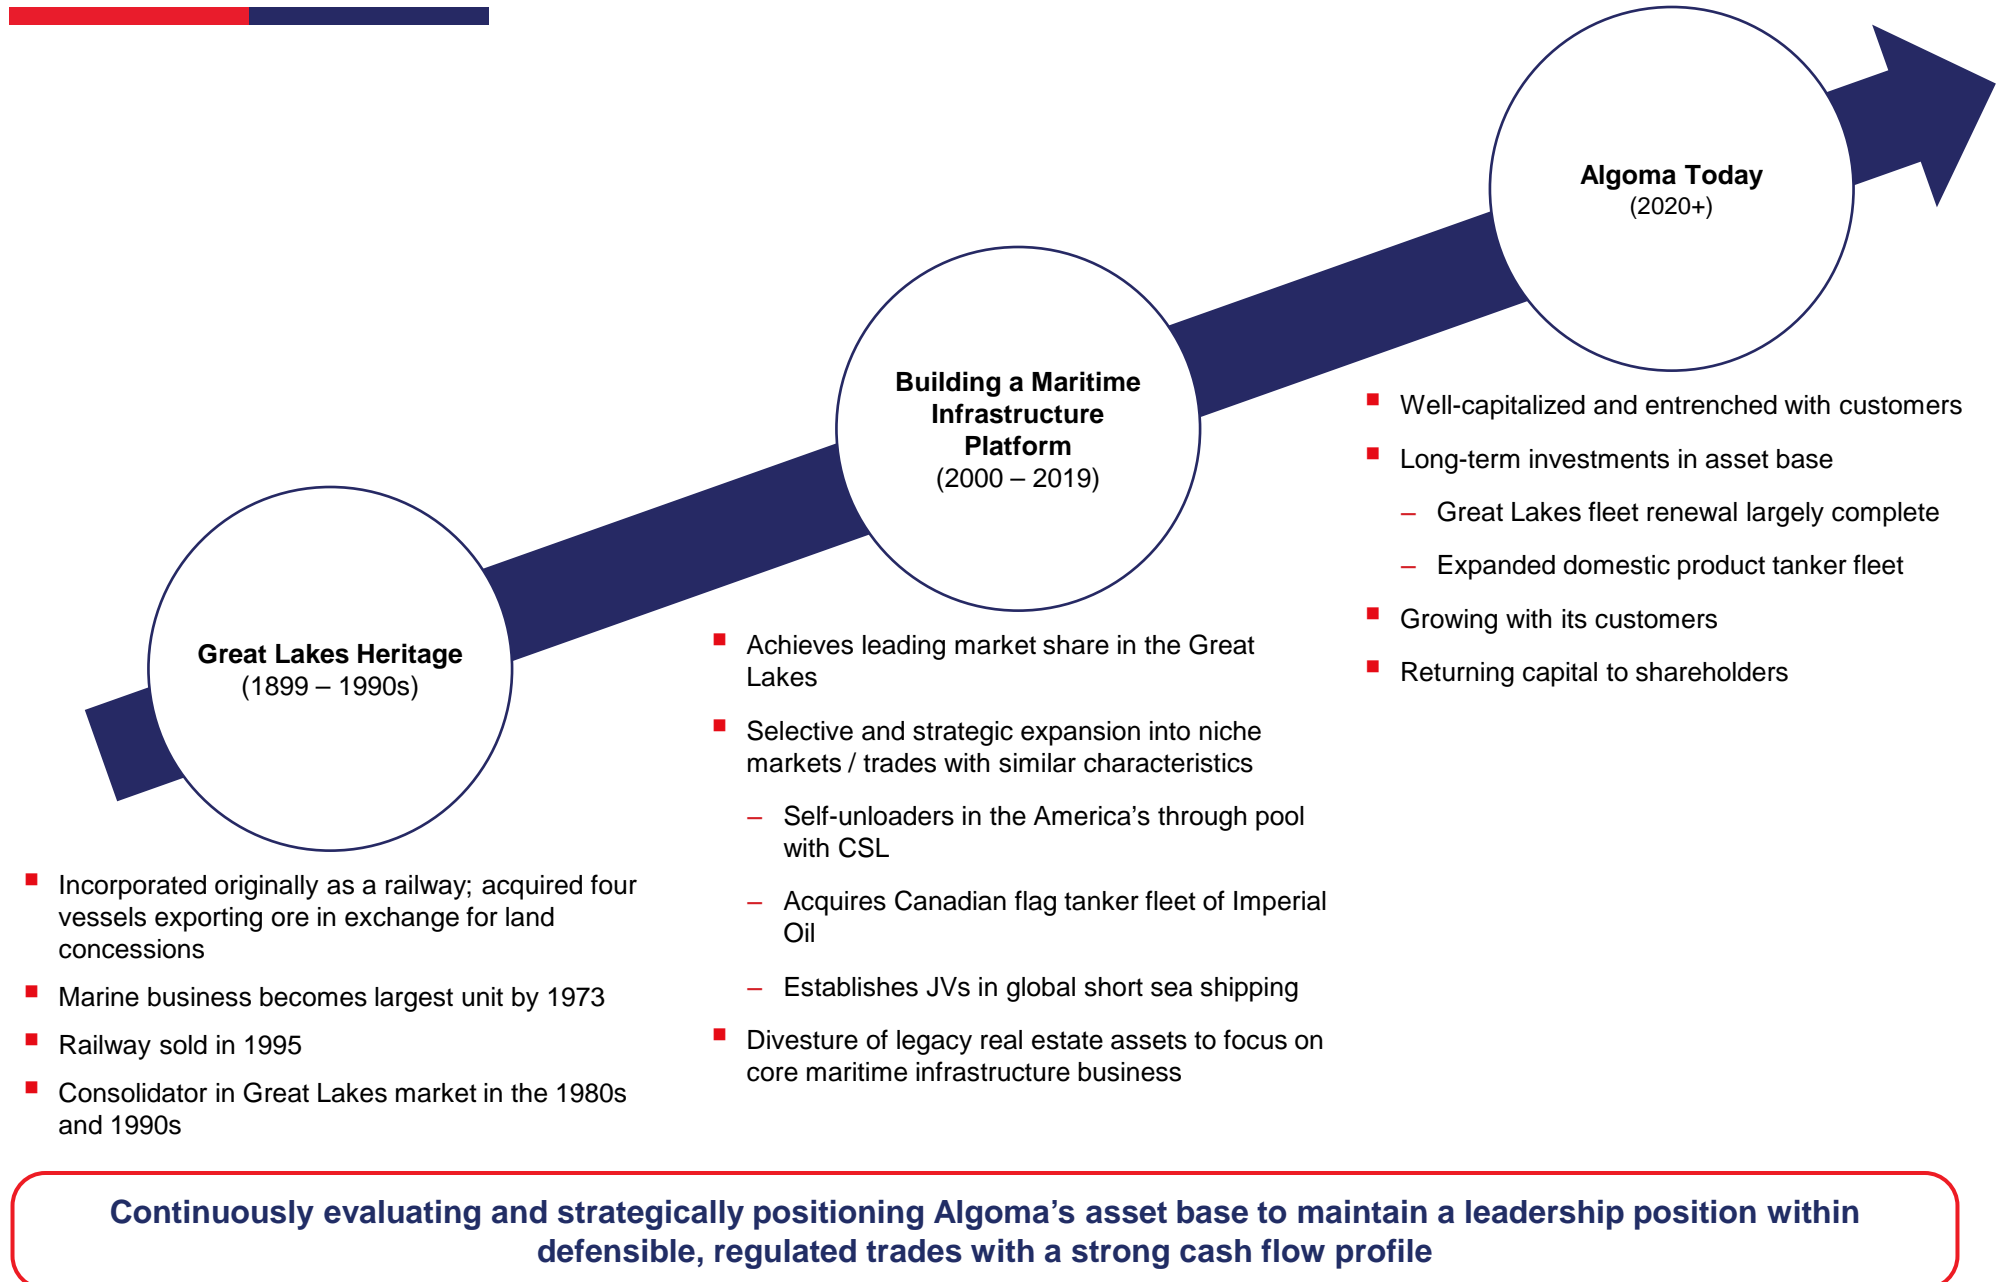 Great Lakes Heritage
(1899 – 1990s)
■ Incorporated originally as a railway; acquired four
vessels exporting ore in exchange for land
concessions
■ Marine business becomes largest unit by 1973
■ Railway sold in 1995
■ Consolidator in Great Lakes market in the 1980s
and 1990s
Building a Maritime
Infrastructure
Platform
(2000 – 2019)
■ Achieves leading market share in the Great
Lakes
■ Selective and strategic expansion into niche
markets / trades with similar characteristics
– Self-unloaders in the America’s through pool
with CSL
– Acquires Canadian flag tanker fleet of Imperial
Oil
– Establishes JVs in global short sea shipping
■ Divesture of legacy real estate assets to focus on
core maritime infrastructure business
Algoma Today
(2020+)
■ Well-capitalized and entrenched with customers
■ Long-term investments in asset base
– Great Lakes fleet renewal largely complete
– Expanded domestic product tanker fleet
■ Growing with its customers
■ Returning capital to shareholders
Continuously evaluating and strategically positioning Algoma’s asset base to maintain a leadership position within
defensible, regulated trades with a strong cash flow profile